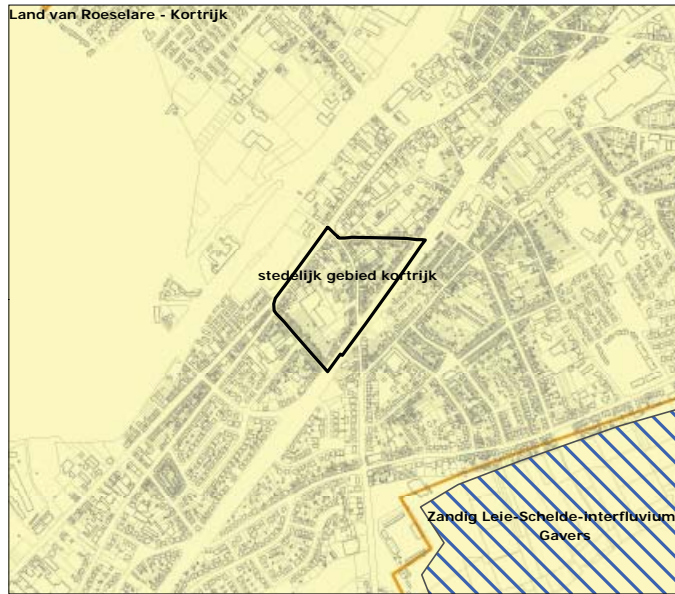 Land van Roeselare - Kortrijk
stedelijk gebied kortrijk
Zandig Leie-Schelde-interfluvium
Gavers